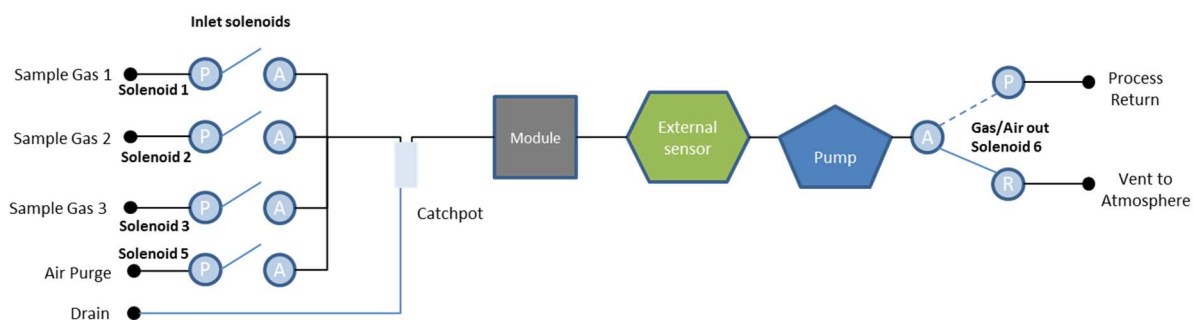 Inlet solenoids
Sample Gas 1
Solenoid 1
P
A
Sample Gas 2
Solenoid 2
P
A
Sample Gas 3
Solenoid 3
P
A
Air Purge
Solenoid 5
P
A
Drain
Catchpot
Module
External
sensor
Pump
A
P
Process
Return
Gas/Air out
Solenoid 6
R
Vent to
Atmosphere